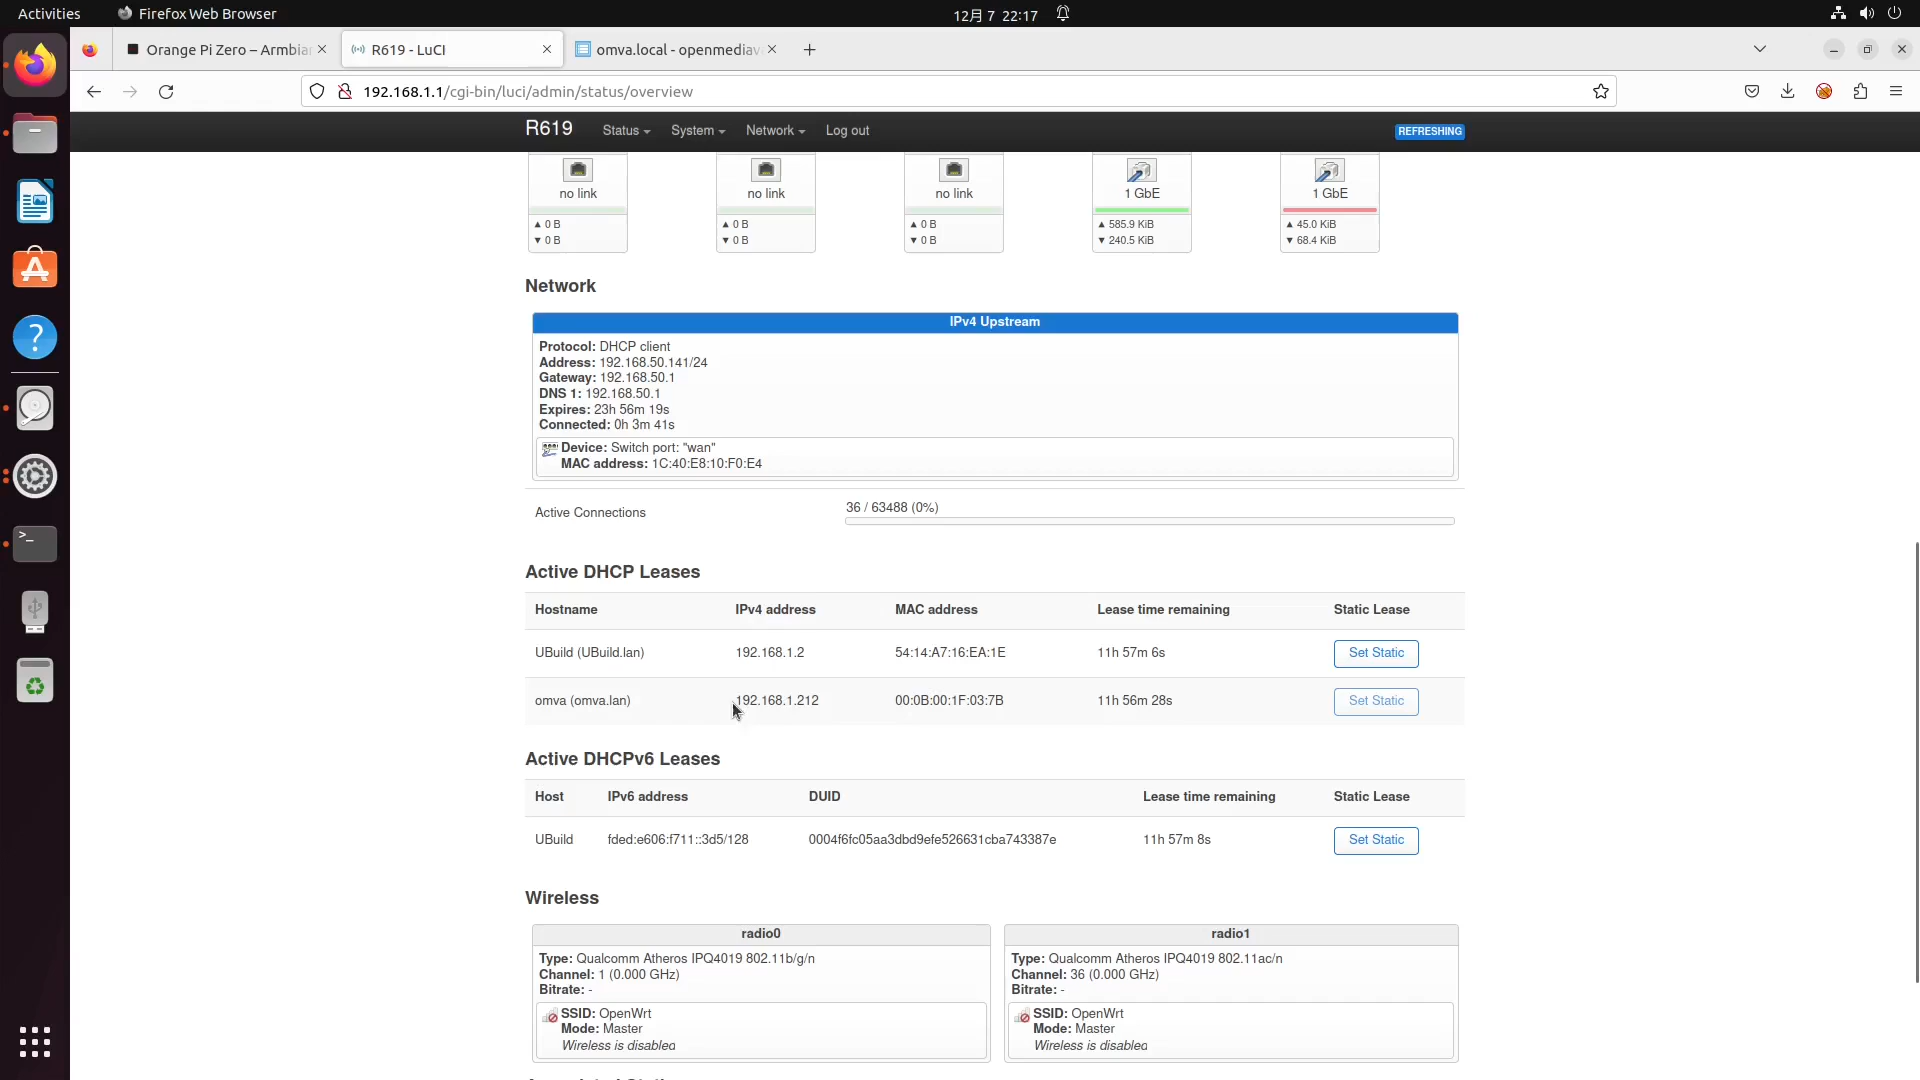 Activities Firefox Web Browser 12月 7 22:17
Orange Pi Zero – Armbian R619 - LuCI omva.local - openmediav
192.168.1.1/cgi-bin/luci/admin/status/overview
R619 Status System Network Log out REFRESHING
no link no link no link 1 GbE 1 GbE
▲ 0 B ▲ 0 B ▲ 0 B ▲ 585.9 KiB ▲ 45.0 KiB
▼ 0 B ▼ 0 B ▼ 0 B ▼ 240.5 KiB ▼ 68.4 KiB
Network
IPv4 Upstream
Protocol: DHCP client
Address: 192.168.50.141/24
Gateway: 192.168.50.1
DNS 1: 192.168.50.1
Expires: 23h 56m 19s
Connected: 0h 3m 41s
Device: Switch port: "wan"
MAC address: 1C:40:E8:10:F0:E4
Active Connections 36 / 63488 (0%)
Active DHCP Leases
Hostname IPv4 address MAC address Lease time remaining Static Lease
UBuild (UBuild.lan) 192.168.1.2 54:14:A7:16:EA:1E 11h 57m 6s Set Static
omva (omva.lan) 192.168.1.212 00:0B:00:1F:03:7B 11h 56m 28s Set Static
Active DHCPv6 Leases
Host IPv6 address DUID Lease time remaining Static Lease
UBuild fded:e606:f711::3d5/128 0004f6fc05aa3dbd9efe526631cba743387e 11h 57m 8s Set Static
Wireless
radio0 radio1
Type: Qualcomm Atheros IPQ4019 802.11b/g/n Type: Qualcomm Atheros IPQ4019 802.11ac/n
Channel: 1 (0.000 GHz) Channel: 36 (0.000 GHz)
Bitrate: - Bitrate: -
SSID: OpenWrt SSID: OpenWrt
Mode: Master Mode: Master
Wireless is disabled Wireless is disabled